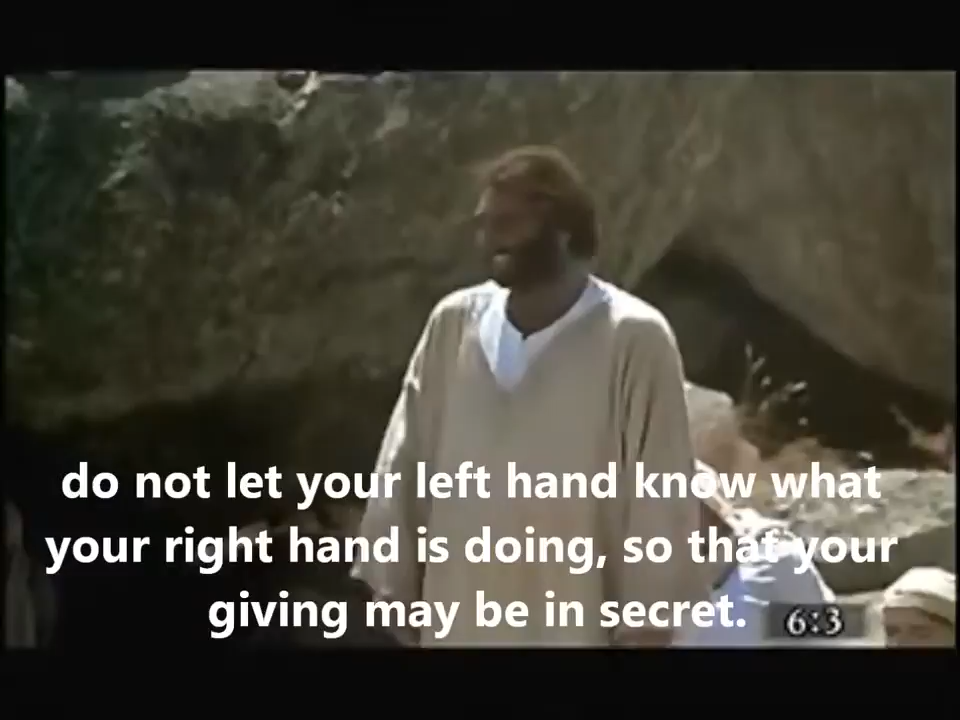 do not let your left hand know what
your right hand is doing, so that your
giving may be in secret.
6:3